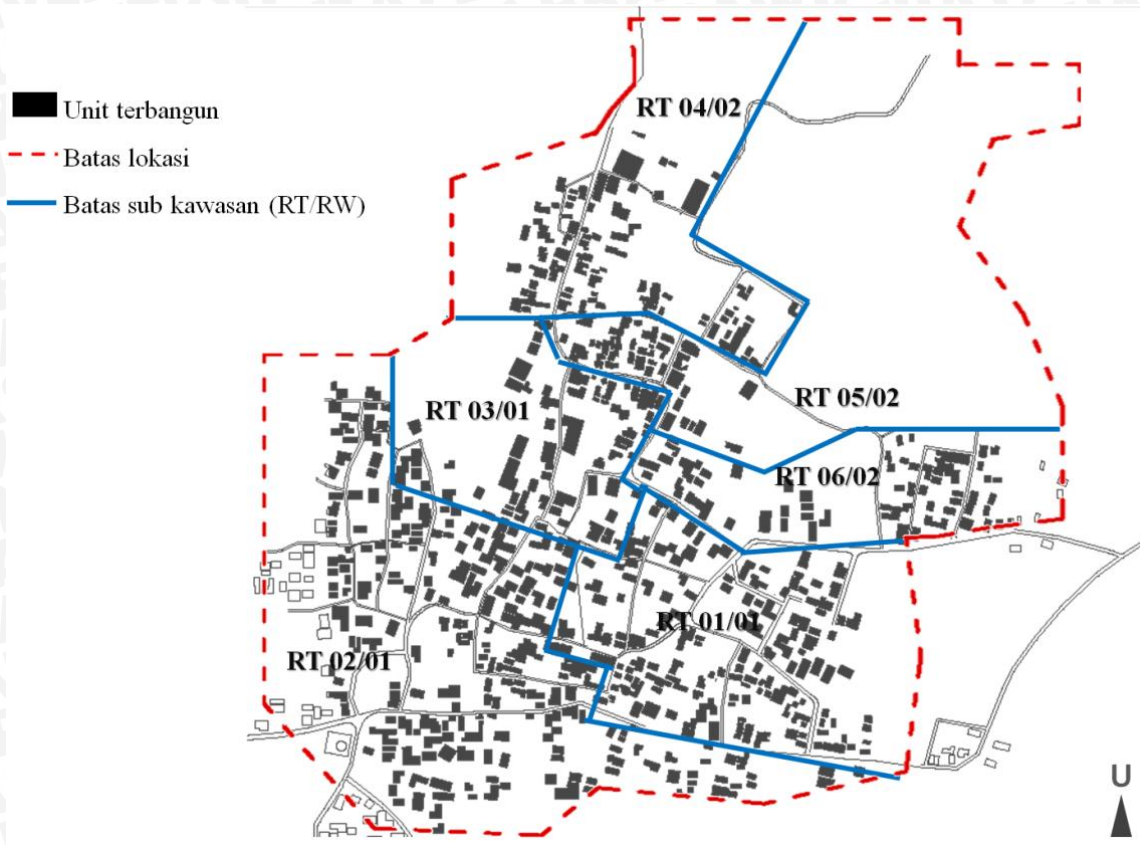 Unit terbangun
Batas lokasi
Batas sub kawasan (RT/RW)
RT 04/02
RT 05/02
RT 03/01
RT 06/02
RT 01/01
RT 02/01
U